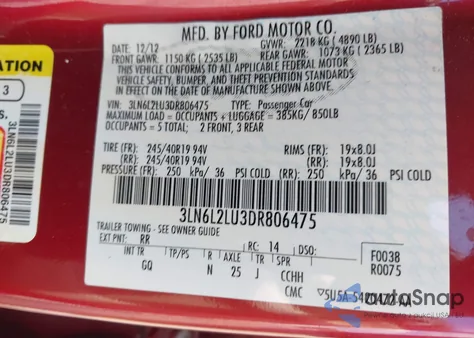 MFD. BY FORD MOTOR CO.
12/12
GVWR: 2218 KG ( 4890 LB)
FRONT GAWR: 1150 KG ( 2535 LB)
REAR GAWR: 1073 KG ( 2365 LB)
THIS VEHICLE CONFORMS TO ALL APPLICABLE FEDERAL MOTOR
VEHICLE SAFETY, BUMPER, AND THEFT PREVENTION STANDARDS IN EFFECT
ON THE DATE OF MANUFACTURE SHOWN ABOVE.
VIN: 3LN6L2LU3DR806475 TYPE: Passenger Car
MAXIMUM LOAD = OCCUPANTS + LUGGAGE = 385KG/ 850LB
OCCUPANTS = 5 TOTAL: 2 FRONT, 3 REAR
TIRE (FR): 245/40R19 94V RIMS (FR): 19x8.0J
(RR): 245/40R19 94V (RR): 19x8.0J
PRESSURE (FR): 250 kPa/ 36 PSI COLD (RR): 250 kPa/ 36 PSI COLD
3LN6L2LU3DR806475
TRAILER TOWING - SEE OWNER GUIDE
EXT PNT: RR RC: 14 DSO: F0038
R0075
INT TR TP/PS R AXLE TR SPR
GQ N 25 J CCHH
CMC
ATION
3
3LN6L2LU3DR806475
avtoSnap